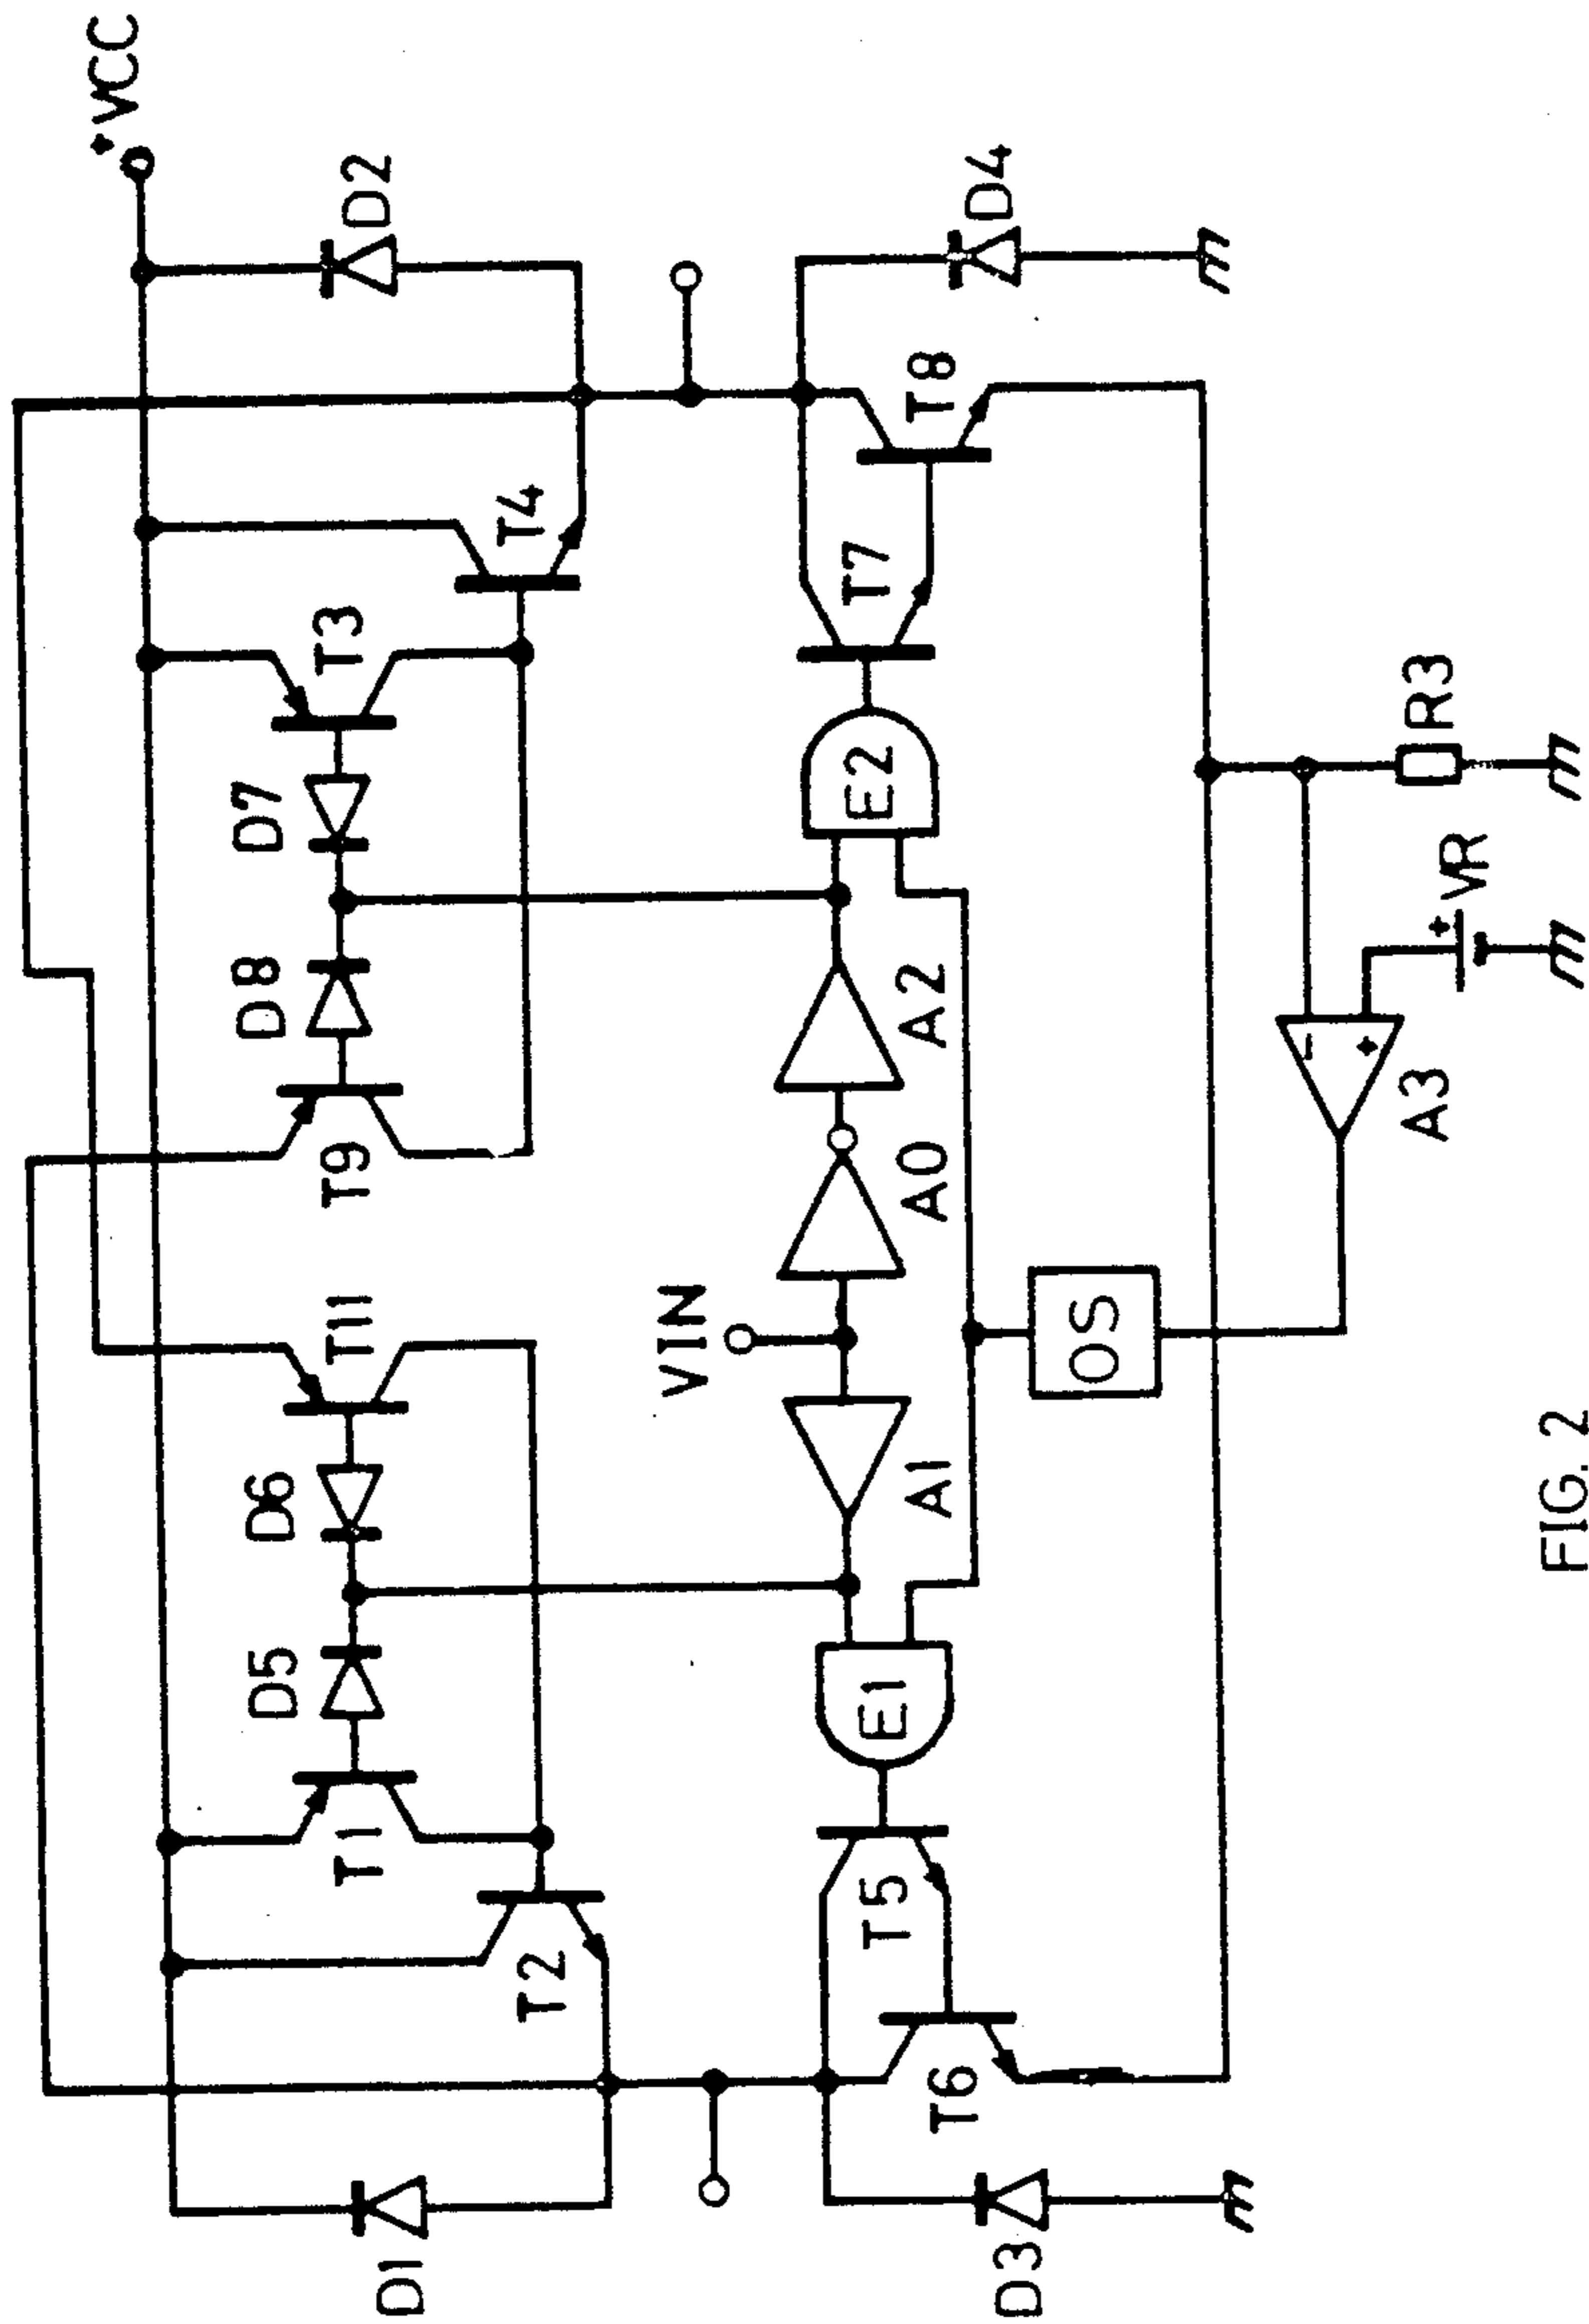 +VCC
D5
D6
D8
D7
D1
T1
T11
T9
T3
D2
T2
T4
VIN
T5
E1
E2
T7
A1
A0
A2
T6
T8
D3
D4
OS
-
+
A3
R3
+
VR
FIG. 2